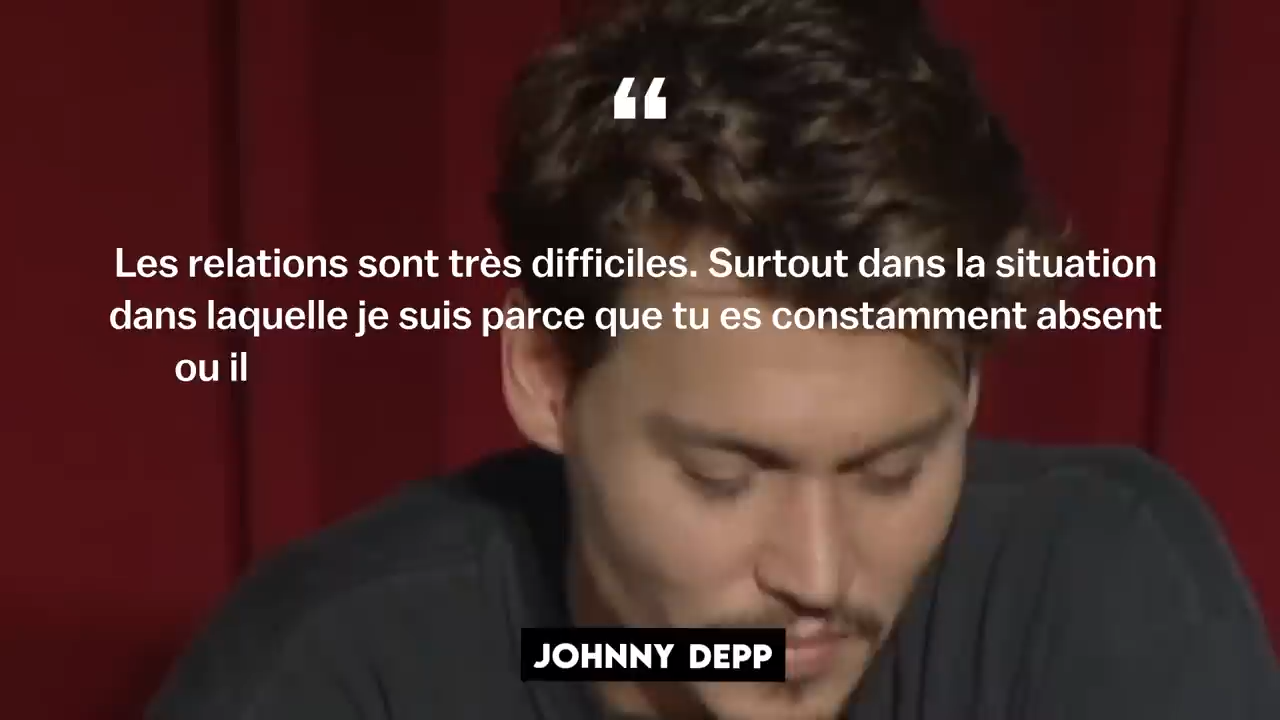 “
Les relations sont très difficiles. Surtout dans la situation
dans laquelle je suis parce que tu es constamment absent
ou il
JOHNNY DEPP